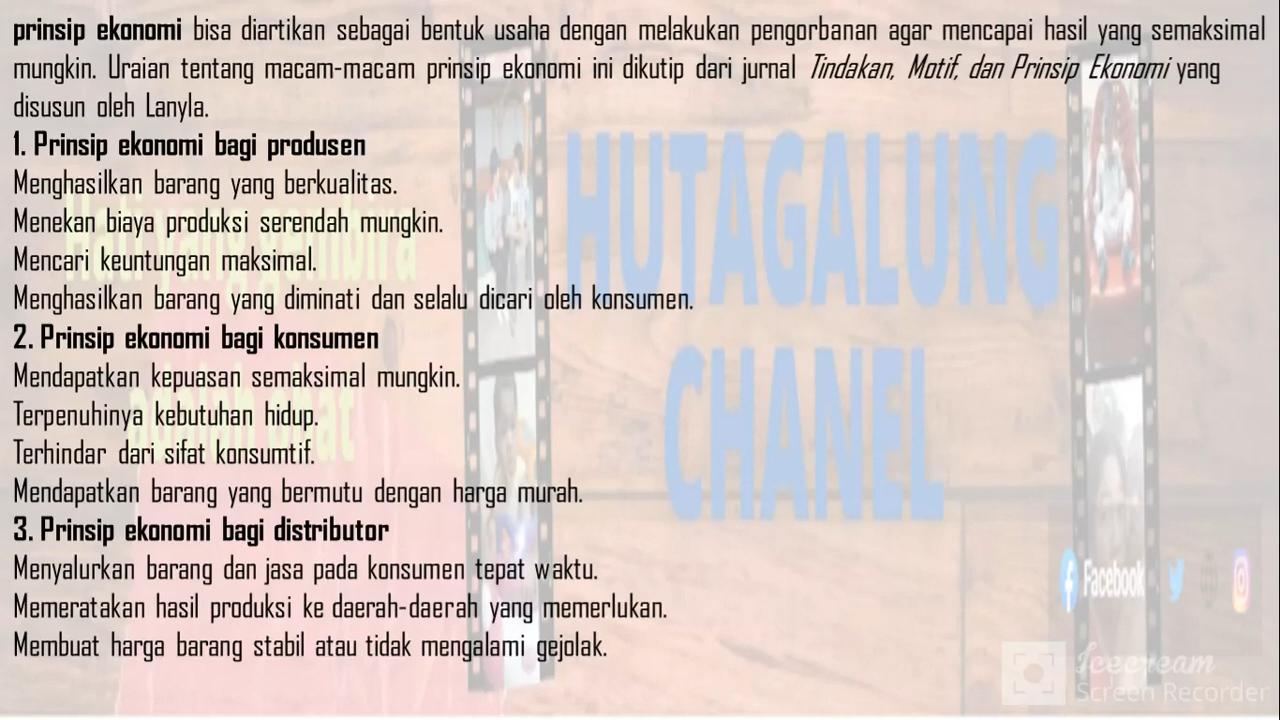 prinsip ekonomi bisa diartikan sebagai bentuk usaha dengan melakukan pengorbanan agar mencapai hasil yang semaksimal
mungkin. Uraian tentang macam-macam prinsip ekonomi ini dikutip dari jurnal Tindakan, Motif, dan Prinsip Ekonomi yang
disusun oleh Lanyla.
1. Prinsip ekonomi bagi produsen
Menghasilkan barang yang berkualitas.
Menekan biaya produksi serendah mungkin.
Mencari keuntungan maksimal.
Menghasilkan barang yang diminati dan selalu dicari oleh konsumen.
2. Prinsip ekonomi bagi konsumen
Mendapatkan kepuasan semaksimal mungkin.
Terpenuhinya kebutuhan hidup.
Terhindar dari sifat konsumtif.
Mendapatkan barang yang bermutu dengan harga murah.
3. Prinsip ekonomi bagi distributor
Menyalurkan barang dan jasa pada konsumen tepat waktu.
Memeratakan hasil produksi ke daerah-daerah yang memerlukan.
Membuat harga barang stabil atau tidak mengalami gejolak.
HUTAGALUNG
CHANEL
Hati yang gembira
adalah obat
Facebook
Icecream
Screen Recorder